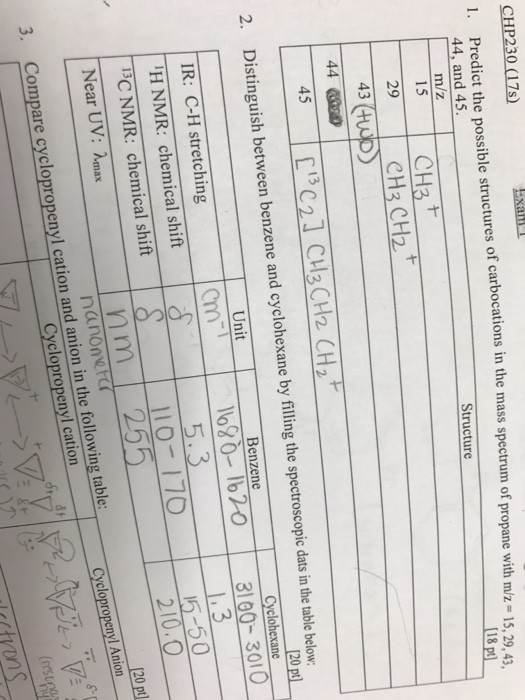 CHP230 (17s)
Exam 1
1. Predict the possible structures of carbocations in the mass spectrum of propane with m/z = 15, 29, 43,
44, and 45. [18 pt]
m/z Structure
15 CH3+
29 CH3CH2+
43 (two)
44
45 [13C2] CH3CH2CH2+
2. Distinguish between benzene and cyclohexane by filling the spectroscopic dats in the table below:
[20 pt]
Unit Benzene Cyclohexane
IR: C-H stretching cm-1 1680-1620 3100-3010
1H NMR: chemical shift δ 5.3 1.3
13C NMR: chemical shift δ 110-170 15-50
Near UV: λmax nm 255 210.0
nanometer
[20 pt]
3. Compare cyclopropenyl cation and anion in the following table:
Cyclopropenyl cation Cyclopropenyl Anion